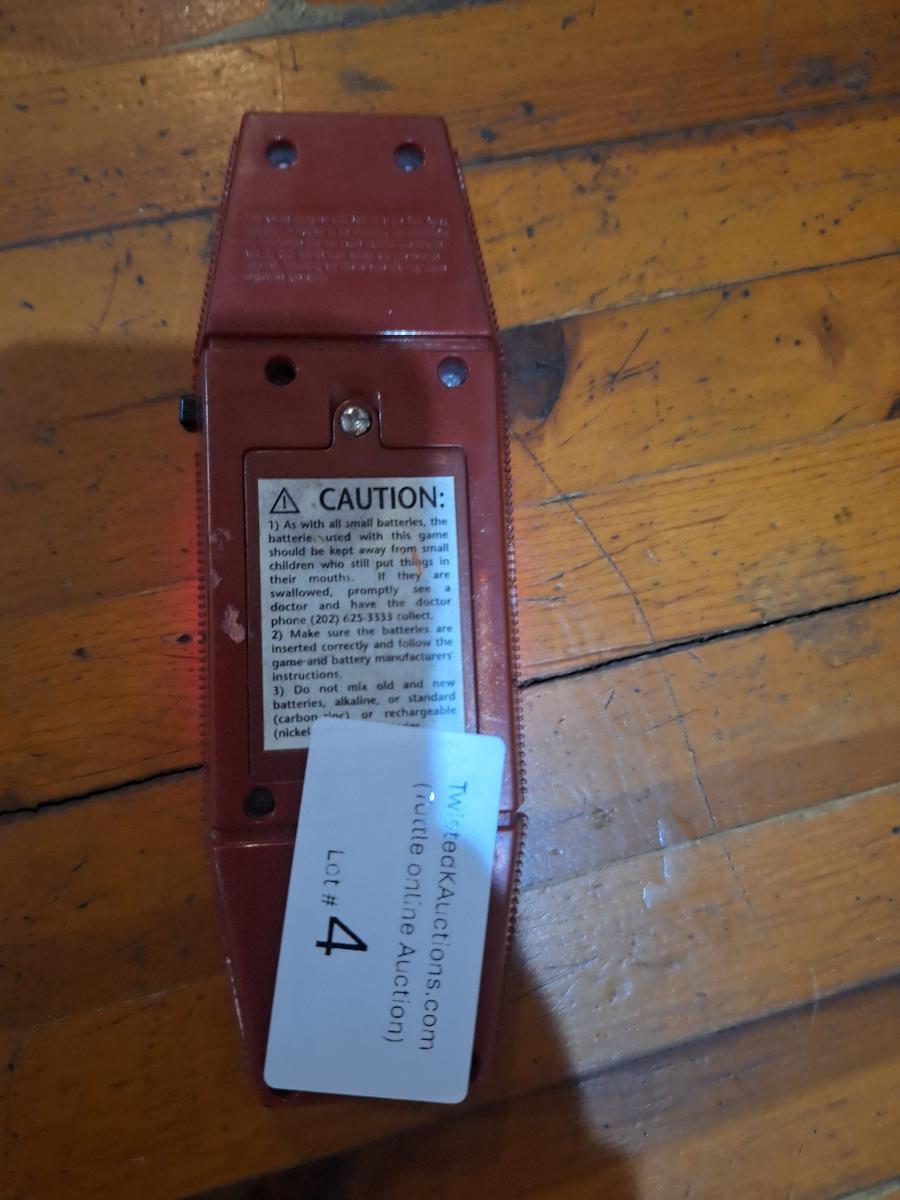 CAUTION:
1) As with all small batteries, the
batteries used with this game
should be kept away from small
children who still put things in
their mouths. If they are
swallowed, promptly see a
doctor and have the doctor
phone (202) 625-3333 collect.
2) Make sure the batteries are
inserted correctly and follow the
game and battery manufacturers'
instructions.
3) Do not mix old and new
batteries, alkaline, or standard
(carbon-zinc) or rechargeable
(nickel
TwistedKAuctions.com
(Tuttle online Auction)
Lot # 4